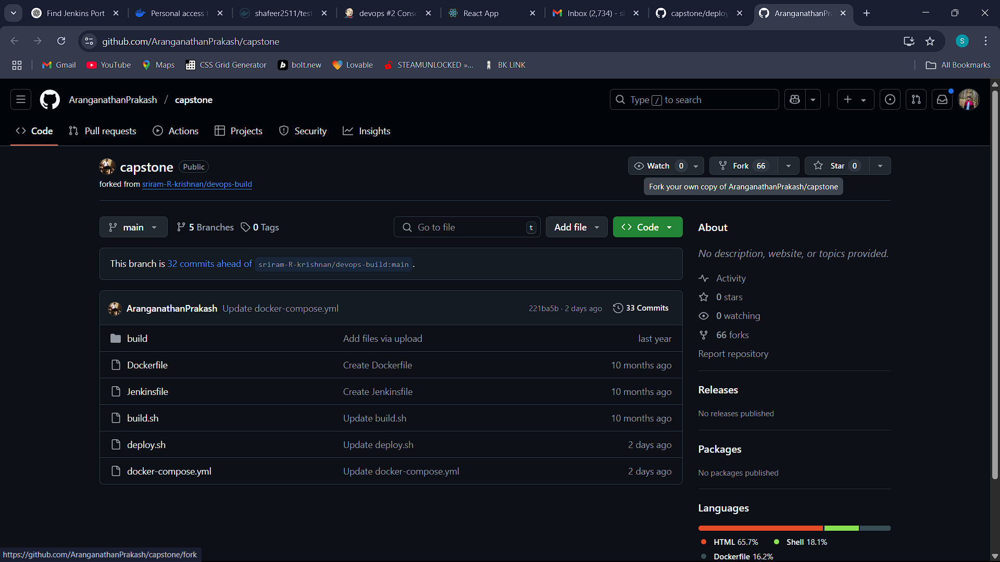 Find Jenkins Port
Personal access t
shafeer2511/test
devops #2 Conso
React App
Inbox (2,734) - sh
capstone/deploy
AranganathanPra
github.com/AranganathanPrakash/capstone
S
Gmail
YouTube
Maps
CSS Grid Generator
bolt.new
Lovable
STEAMUNLOCKED »...
BK LINK
All Bookmarks
AranganathanPrakash / capstone
Type / to search
Code
Pull requests
Actions
Projects
Security
Insights
capstone Public
Watch 0
Fork 66
Star 0
forked from sriram-R-krishnan/devops-build
Fork your own copy of AranganathanPrakash/capstone
main
5 Branches
0 Tags
Go to file t
Add file
Code
This branch is 32 commits ahead of sriram-R-krishnan/devops-build:main .
AranganathanPrakash Update docker-compose.yml 221ba5b · 2 days ago 33 Commits
build Add files via upload last year
Dockerfile Create Dockerfile 10 months ago
Jenkinsfile Create Jenkinsfile 10 months ago
build.sh Update build.sh 10 months ago
deploy.sh Update deploy.sh 2 days ago
docker-compose.yml Update docker-compose.yml 2 days ago
About
No description, website, or topics provided.
Activity
0 stars
0 watching
66 forks
Report repository
Releases
No releases published
Packages
No packages published
Languages
HTML 65.7% Shell 18.1%
Dockerfile 16.2%
https://github.com/AranganathanPrakash/capstone/fork